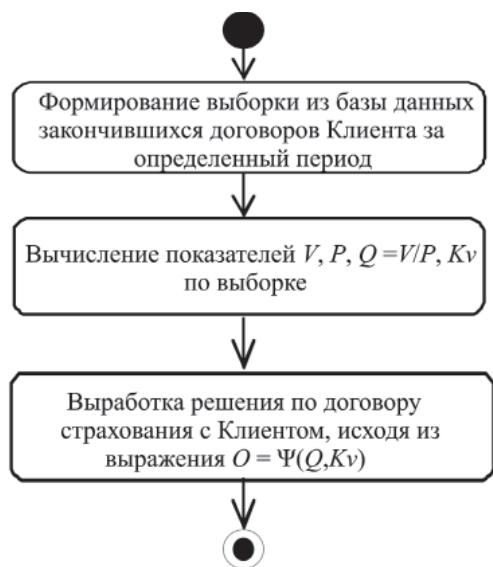 Формирование выборки из базы данных
закончившихся договоров Клиента за
определенный период
Вычисление показателей V, P, Q =V/P, Kv
по выборке
Выработка решения по договору
страхования с Клиентом, исходя из
выражения O = Ψ(Q,Kv)